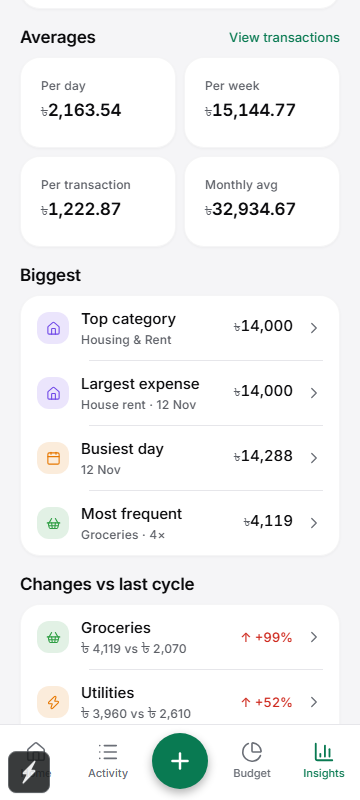 Averages
View transactions
Per day
৳2,163.54
Per week
৳15,144.77
Per transaction
৳1,222.87
Monthly avg
৳32,934.67
Biggest
Top category
Housing & Rent
৳14,000
Largest expense
House rent · 12 Nov
৳14,000
Busiest day
12 Nov
৳14,288
Most frequent
Groceries · 4×
৳4,119
Changes vs last cycle
Groceries
৳ 4,119 vs ৳ 2,070
↑ +99%
Utilities
৳ 3,960 vs ৳ 2,610
↑ +52%
Activity
Budget
Insights